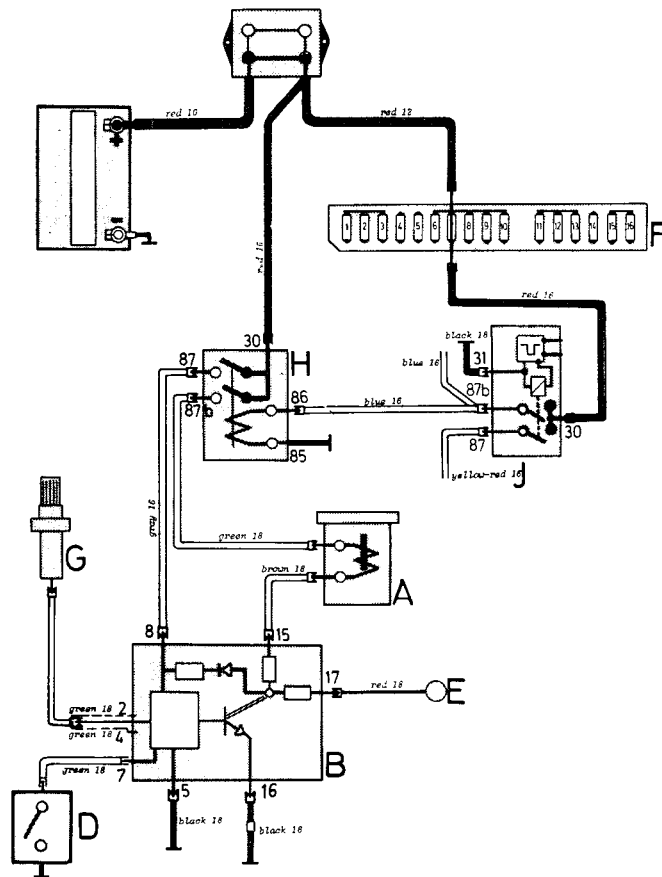 red 10
red 12
+
-
1 2 3 4 5 6 8 9 10 11 12 13 14 15 16
F
red 16
red 16
black 18
30
H
31
87
blue 16
87b
86
87b
blue 16
30
85
87
J
yellow-red 16
gray 16
G
green 18
A
brown 18
8
15
17
red 18
E
green 18
2
green 18
4
green 18
7
B
5
16
D
black 18
black 18